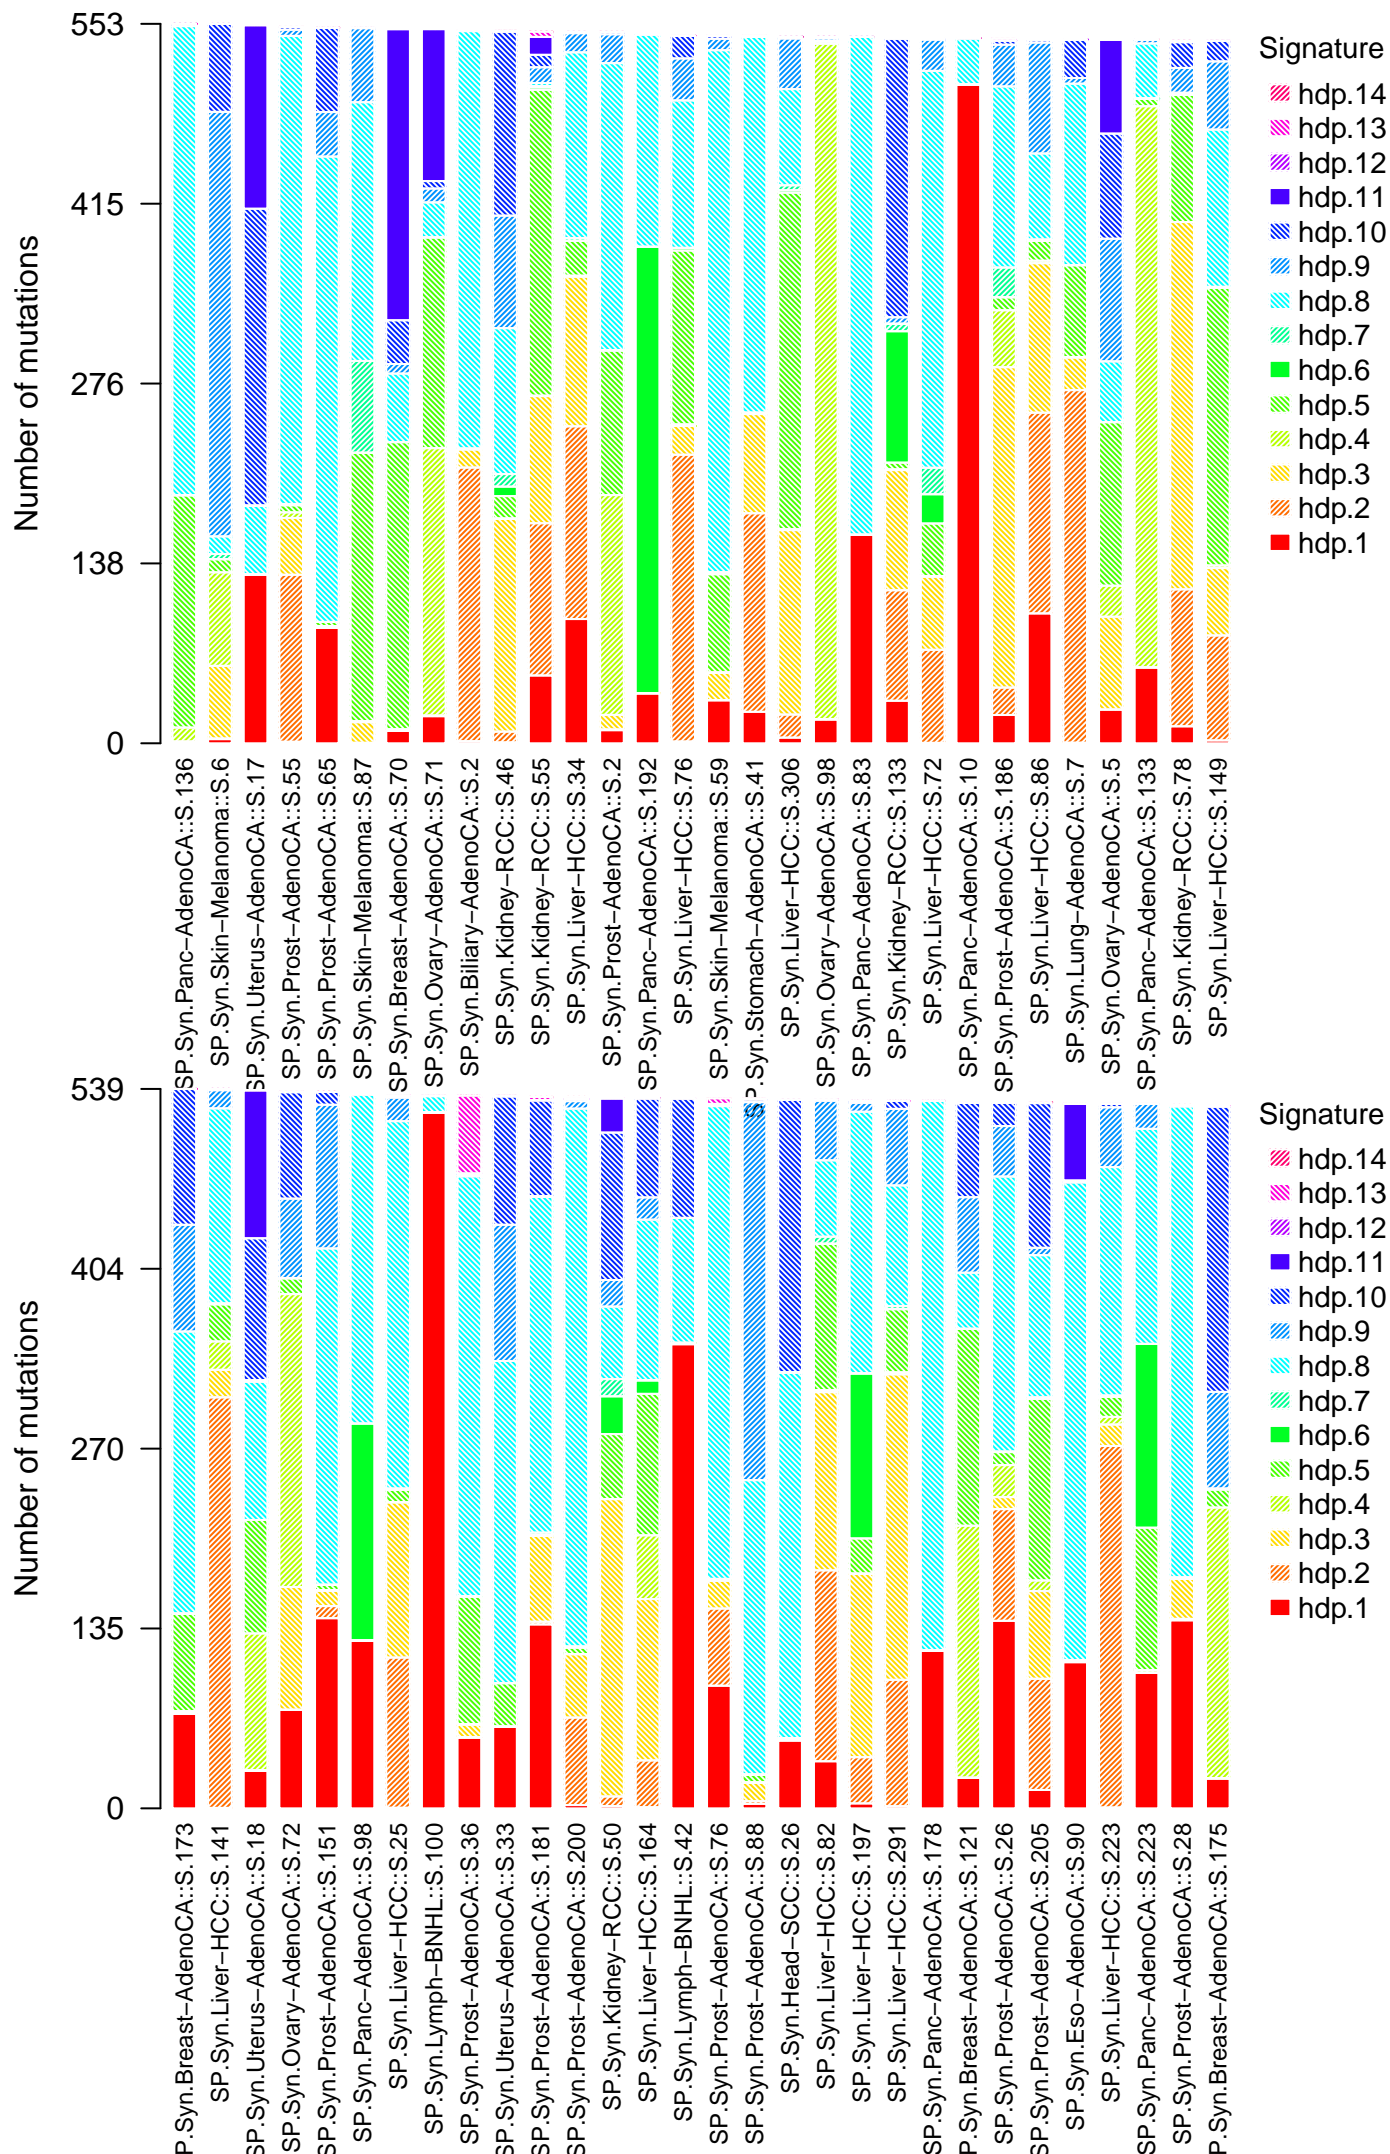 Number of mutations
553
415
276
138
0
Signature
hdp.14
hdp.13
hdp.12
hdp.11
hdp.10
hdp.9
hdp.8
hdp.7
hdp.6
hdp.5
hdp.4
hdp.3
hdp.2
hdp.1
SP.Syn.Panc−AdenoCA::S.136
SP.Syn.Skin−Melanoma::S.6
SP.Syn.Uterus−AdenoCA::S.17
SP.Syn.Prost−AdenoCA::S.55
SP.Syn.Prost−AdenoCA::S.65
SP.Syn.Skin−Melanoma::S.87
SP.Syn.Breast−AdenoCA::S.70
SP.Syn.Ovary−AdenoCA::S.71
SP.Syn.Biliary−AdenoCA::S.2
SP.Syn.Kidney−RCC::S.46
SP.Syn.Kidney−RCC::S.55
SP.Syn.Liver−HCC::S.34
SP.Syn.Prost−AdenoCA::S.2
SP.Syn.Panc−AdenoCA::S.192
SP.Syn.Liver−HCC::S.76
SP.Syn.Skin−Melanoma::S.59
SP.Syn.Stomach−AdenoCA::S.41
SP.Syn.Liver−HCC::S.306
SP.Syn.Ovary−AdenoCA::S.98
SP.Syn.Panc−AdenoCA::S.83
SP.Syn.Kidney−RCC::S.133
SP.Syn.Liver−HCC::S.72
SP.Syn.Panc−AdenoCA::S.10
SP.Syn.Prost−AdenoCA::S.186
SP.Syn.Liver−HCC::S.86
SP.Syn.Lung−AdenoCA::S.7
SP.Syn.Ovary−AdenoCA::S.5
SP.Syn.Panc−AdenoCA::S.133
SP.Syn.Kidney−RCC::S.78
SP.Syn.Liver−HCC::S.149
Number of mutations
539
404
270
135
0
Signature
hdp.14
hdp.13
hdp.12
hdp.11
hdp.10
hdp.9
hdp.8
hdp.7
hdp.6
hdp.5
hdp.4
hdp.3
hdp.2
hdp.1
SP.Syn.Breast−AdenoCA::S.173
SP.Syn.Liver−HCC::S.141
SP.Syn.Uterus−AdenoCA::S.18
SP.Syn.Ovary−AdenoCA::S.72
SP.Syn.Prost−AdenoCA::S.151
SP.Syn.Panc−AdenoCA::S.98
SP.Syn.Liver−HCC::S.25
SP.Syn.Lymph−BNHL::S.100
SP.Syn.Prost−AdenoCA::S.36
SP.Syn.Uterus−AdenoCA::S.33
SP.Syn.Prost−AdenoCA::S.181
SP.Syn.Prost−AdenoCA::S.200
SP.Syn.Kidney−RCC::S.50
SP.Syn.Liver−HCC::S.164
SP.Syn.Lymph−BNHL::S.42
SP.Syn.Prost−AdenoCA::S.76
SP.Syn.Prost−AdenoCA::S.88
SP.Syn.Head−SCC::S.26
SP.Syn.Liver−HCC::S.82
SP.Syn.Liver−HCC::S.197
SP.Syn.Liver−HCC::S.291
SP.Syn.Panc−AdenoCA::S.178
SP.Syn.Breast−AdenoCA::S.121
SP.Syn.Prost−AdenoCA::S.26
SP.Syn.Prost−AdenoCA::S.205
SP.Syn.Eso−AdenoCA::S.90
SP.Syn.Liver−HCC::S.223
SP.Syn.Panc−AdenoCA::S.223
SP.Syn.Prost−AdenoCA::S.28
SP.Syn.Breast−AdenoCA::S.175